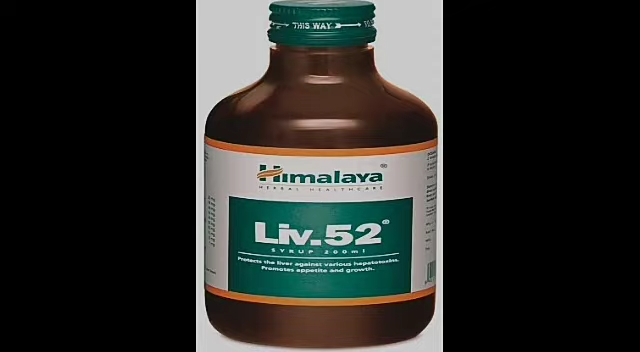 THIS WAY
Himalaya®
HERBAL HEALTHCARE
Liv.52®
SYRUP 200ml
Protects the liver against various hepatotoxins.
Promotes appetite and growth.